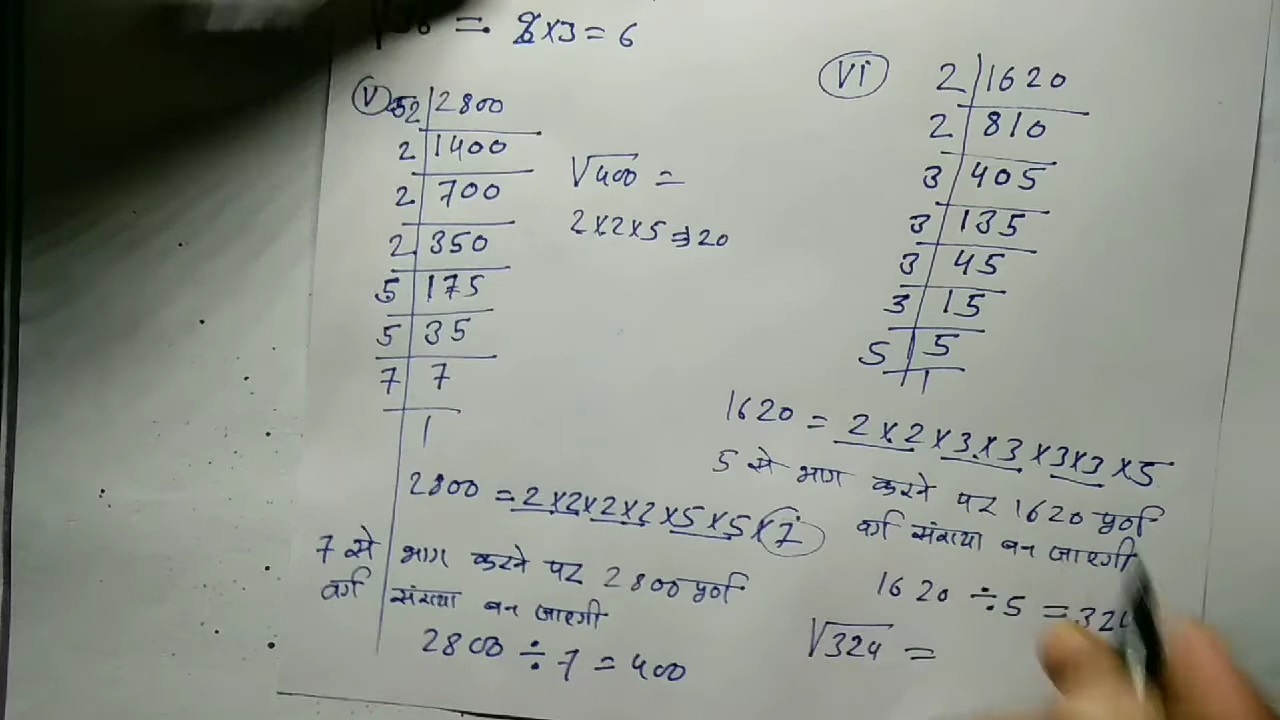 = 2×3 = 6
V 2 | 2800
2 | 1400
2 | 700
2 | 350
5 | 175
5 | 35
7 | 7
1
√400 =
2×2×5 ⇒ 20
2800 = 2×2×2×2×5×5×7
7 से भाग करने पर 2800 पुर्ण
वर्ग संख्या बन जाएगी
2800 ÷ 7 = 400
VI 2 | 1620
2 | 810
3 | 405
3 | 135
3 | 45
3 | 15
5 | 5
1
1620 = 2×2×3×3×3×3×5
5 से भाग करने पर 1620 पुर्ण
वर्ग संख्या बन जाएगी
1620 ÷ 5 = 324
√324 =